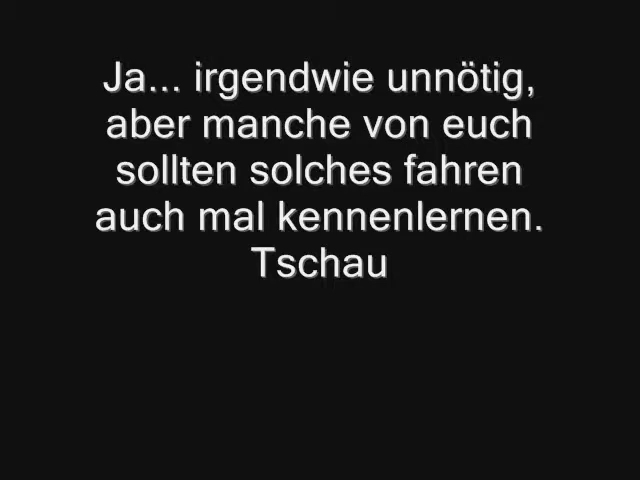 Ja... irgendwie unnötig,
aber manche von euch
sollten solches fahren
auch mal kennenlernen.
Tschau